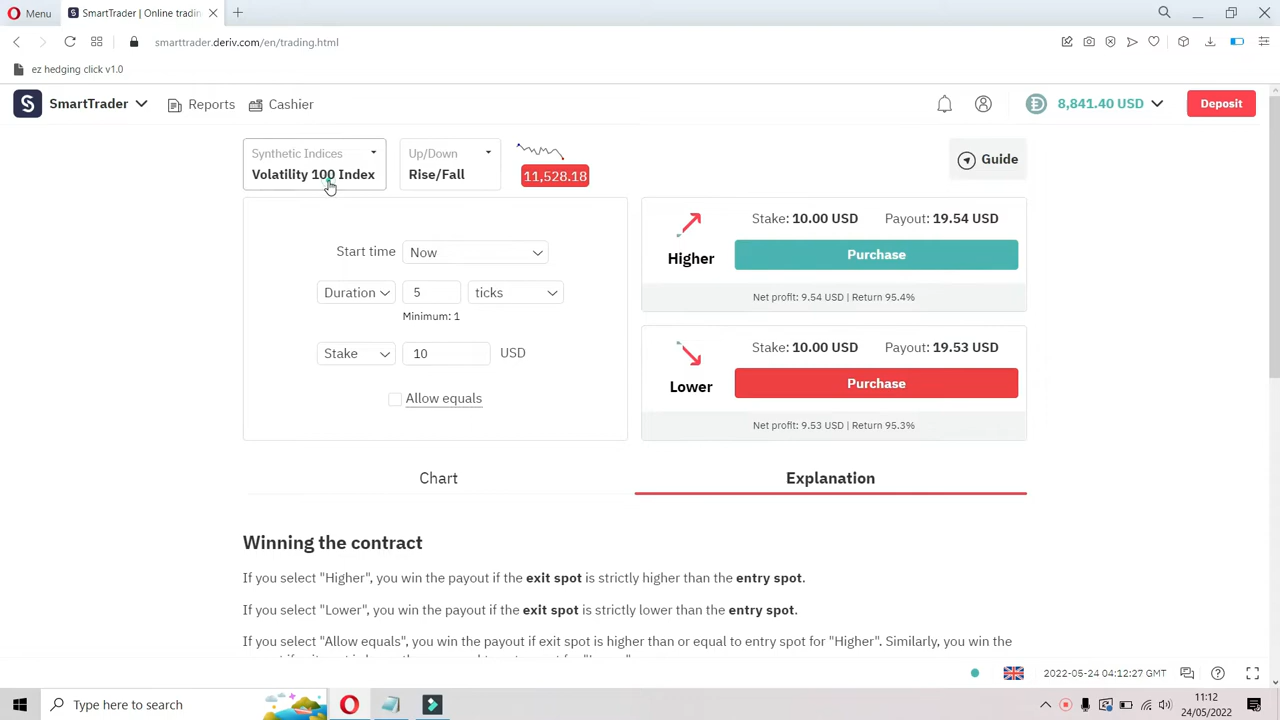 Menu
SmartTrader | Online tradin
smarttrader.deriv.com/en/trading.html
ez hedging click v1.0
S SmartTrader Reports Cashier 8,841.40 USD Deposit
Synthetic Indices
Volatility 100 Index
Up/Down
Rise/Fall
11,528.18
Guide
Start time Now
Duration 5 ticks
Minimum: 1
Stake 10 USD
Allow equals
Higher
Stake: 10.00 USD Payout: 19.54 USD
Purchase
Net profit: 9.54 USD | Return 95.4%
Lower
Stake: 10.00 USD Payout: 19.53 USD
Purchase
Net profit: 9.53 USD | Return 95.3%
Chart Explanation
Winning the contract
If you select "Higher", you win the payout if the exit spot is strictly higher than the entry spot.
If you select "Lower", you win the payout if the exit spot is strictly lower than the entry spot.
If you select "Allow equals", you win the payout if exit spot is higher than or equal to entry spot for "Higher". Similarly, you win the
2022-05-24 04:12:27 GMT
Type here to search
11:12
24/05/2022